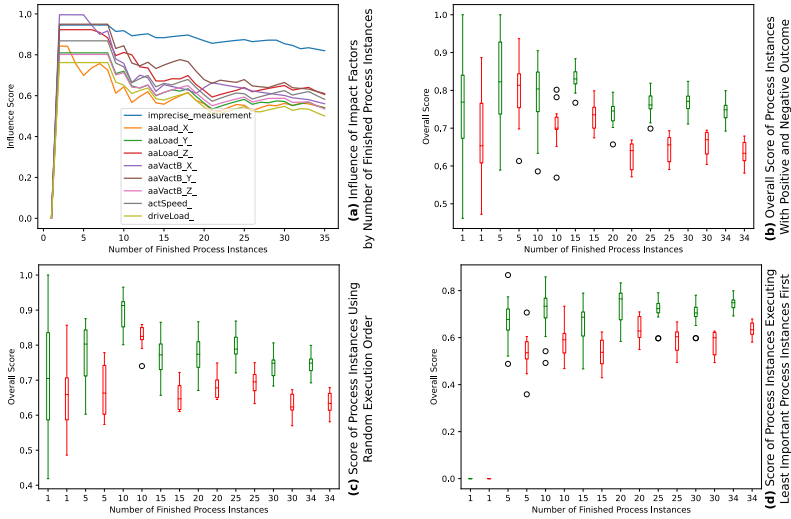 1.0
0.8
0.6
0.4
0.2
0.0
Influence Score
imprecise_measurement
aaLoad_X_
aaLoad_Y_
aaLoad_Z_
aaVactB_X_
aaVactB_Y_
aaVactB_Z_
actSpeed_
driveLoad_
0 5 10 15 20 25 30 35
Number of Finished Process Instances
(a) Influence of Impact Factors
by Number of Finished Process Instances
1.0
0.9
0.8
0.7
0.6
0.5
Overall Score
1 1 5 5 10 10 15 15 20 20 25 25 30 30 34 34
Number of Finished Process Instances
(b) Overall Score of Process Instances
With Positive and Negative Outcome
1.0
0.9
0.8
0.7
0.6
0.5
0.4
Overall Score
1 1 5 5 10 10 15 15 20 20 25 25 30 30 34 34
Number of Finished Process Instances
(c) Score of Process Instances Using
Random Execution Order
0.8
0.6
0.4
0.2
0.0
Overall Score
1 1 5 5 10 10 15 15 20 20 25 25 30 30 34 34
Number of Finished Process Instances
(d) Score of Process Instances Executing
Least Important Process Instances First